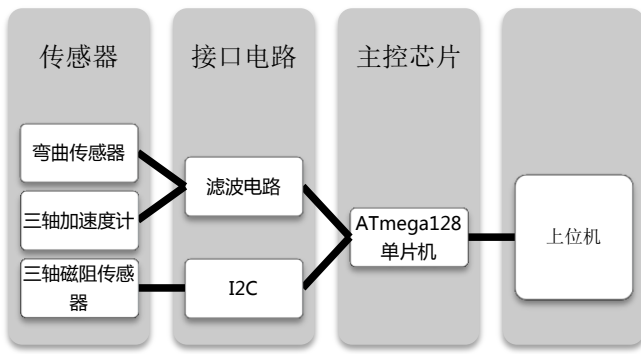 传感器
接口电路
主控芯片
弯曲传感器
三轴加速度计
三轴磁阻传感
器
滤波电路
I2C
ATmega128
单片机
上位机